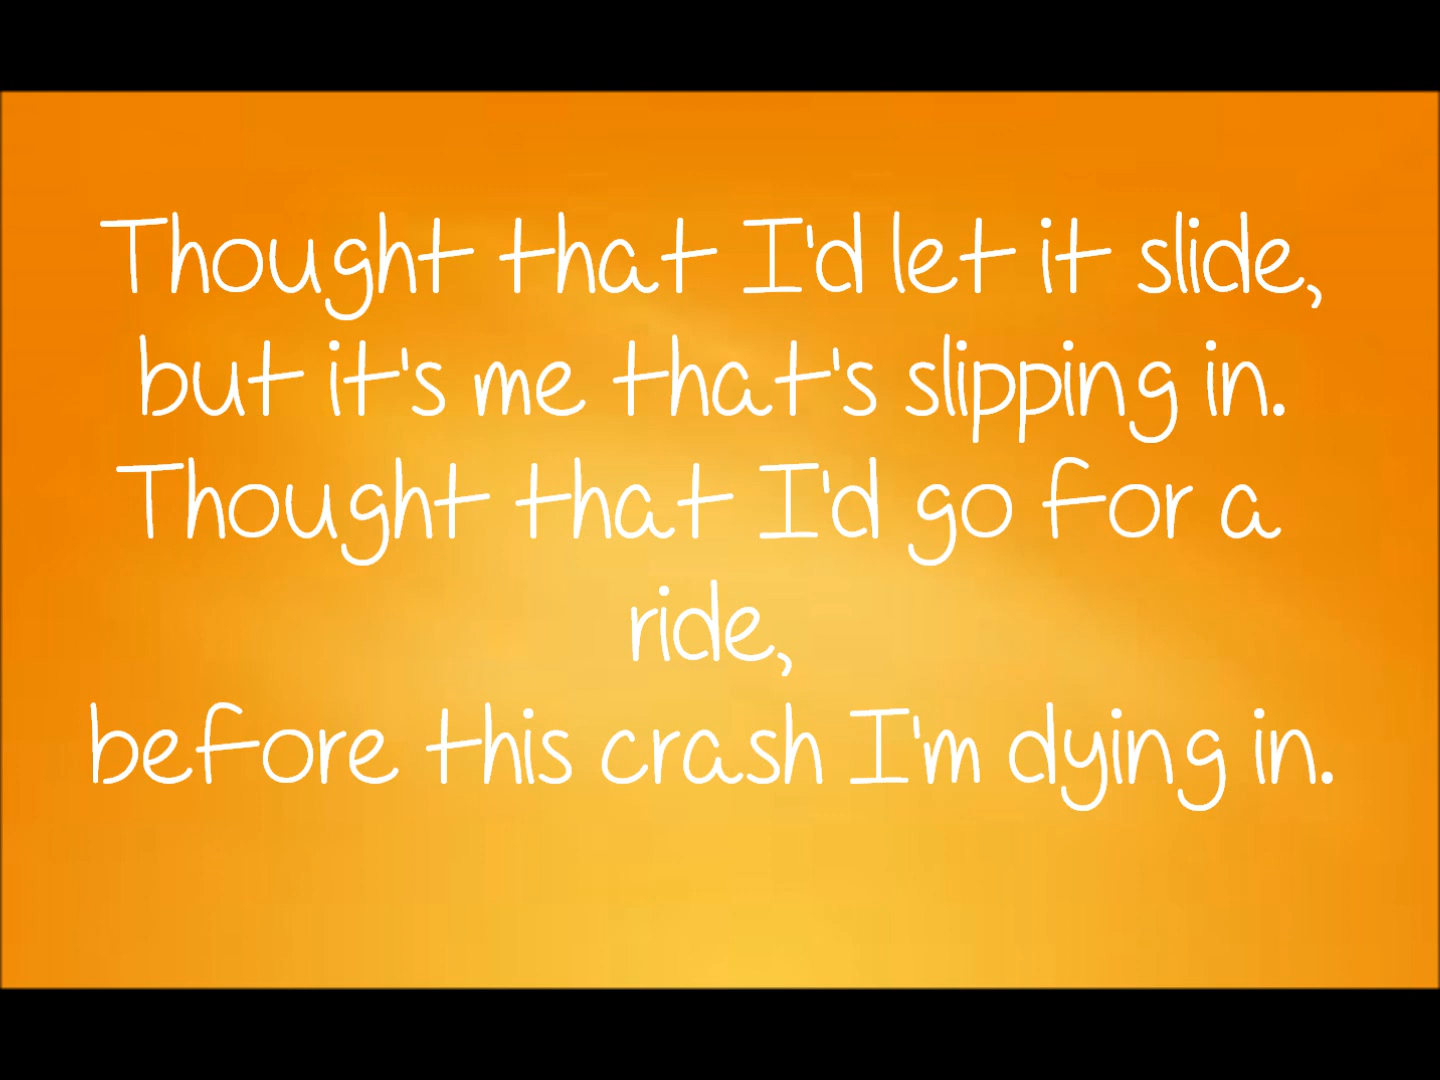 Thought that I'd let it slide,
but it's me that's slipping in.
Thought that I'd go for a
ride,
before this crash I'm dying in.